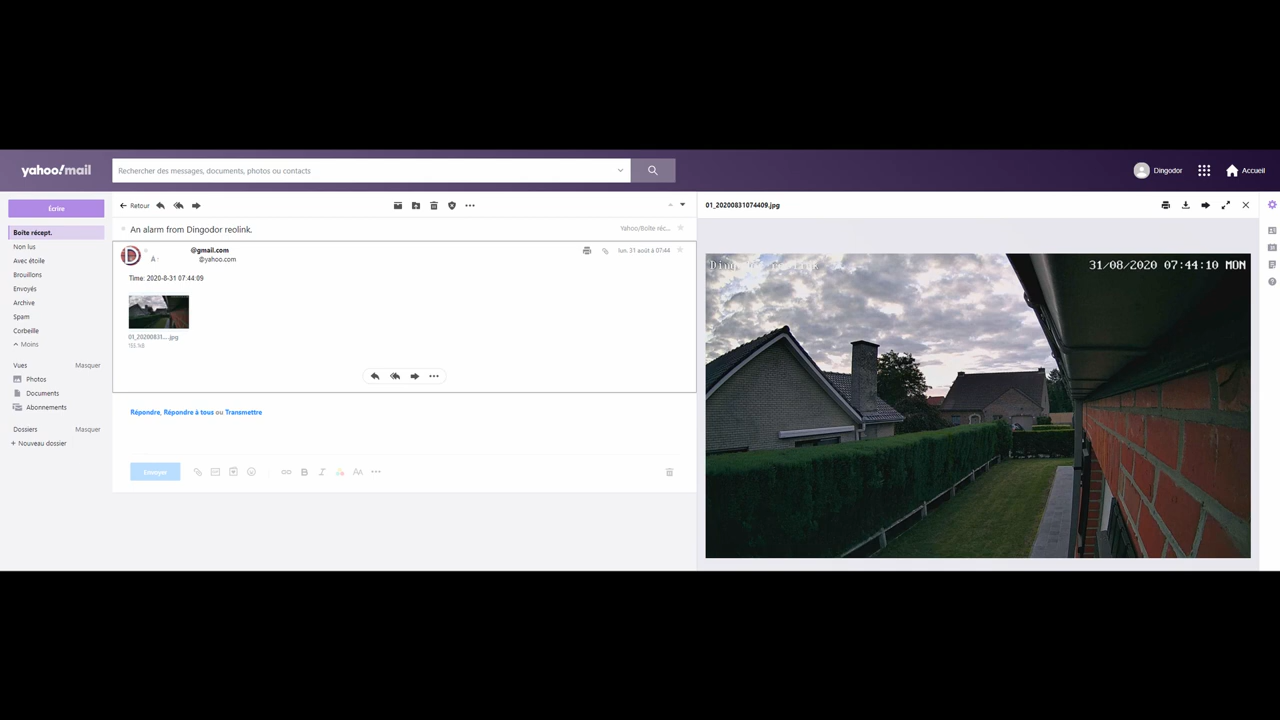 yahoo!mail
Rechercher des messages, documents, photos ou contacts
Dingodor
Accueil
Écrire
Boîte récept.
Non lus
Avec étoile
Brouillons
Envoyés
Archive
Spam
Corbeille
Moins
Vues Masquer
Photos
Documents
Abonnements
Dossiers Masquer
+ Nouveau dossier
Retour
An alarm from Dingodor reolink.
Yahoo/Boîte réc...
@gmail.com
lun. 31 août à 07:44
A :
@yahoo.com
Time: 2020-8-31 07:44:09
01_20200831....jpg
Répondre, Répondre à tous ou Transmettre
Envoyer
01_20200831074409.jpg
31/08/2020 07:44:10 MON